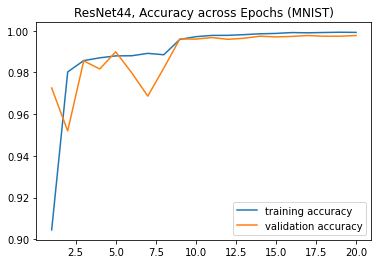 ResNet44, Accuracy across Epochs (MNIST)
1.00
0.98
0.96
0.94
0.92
0.90
2.5 5.0 7.5 10.0 12.5 15.0 17.5 20.0
training accuracy
validation accuracy